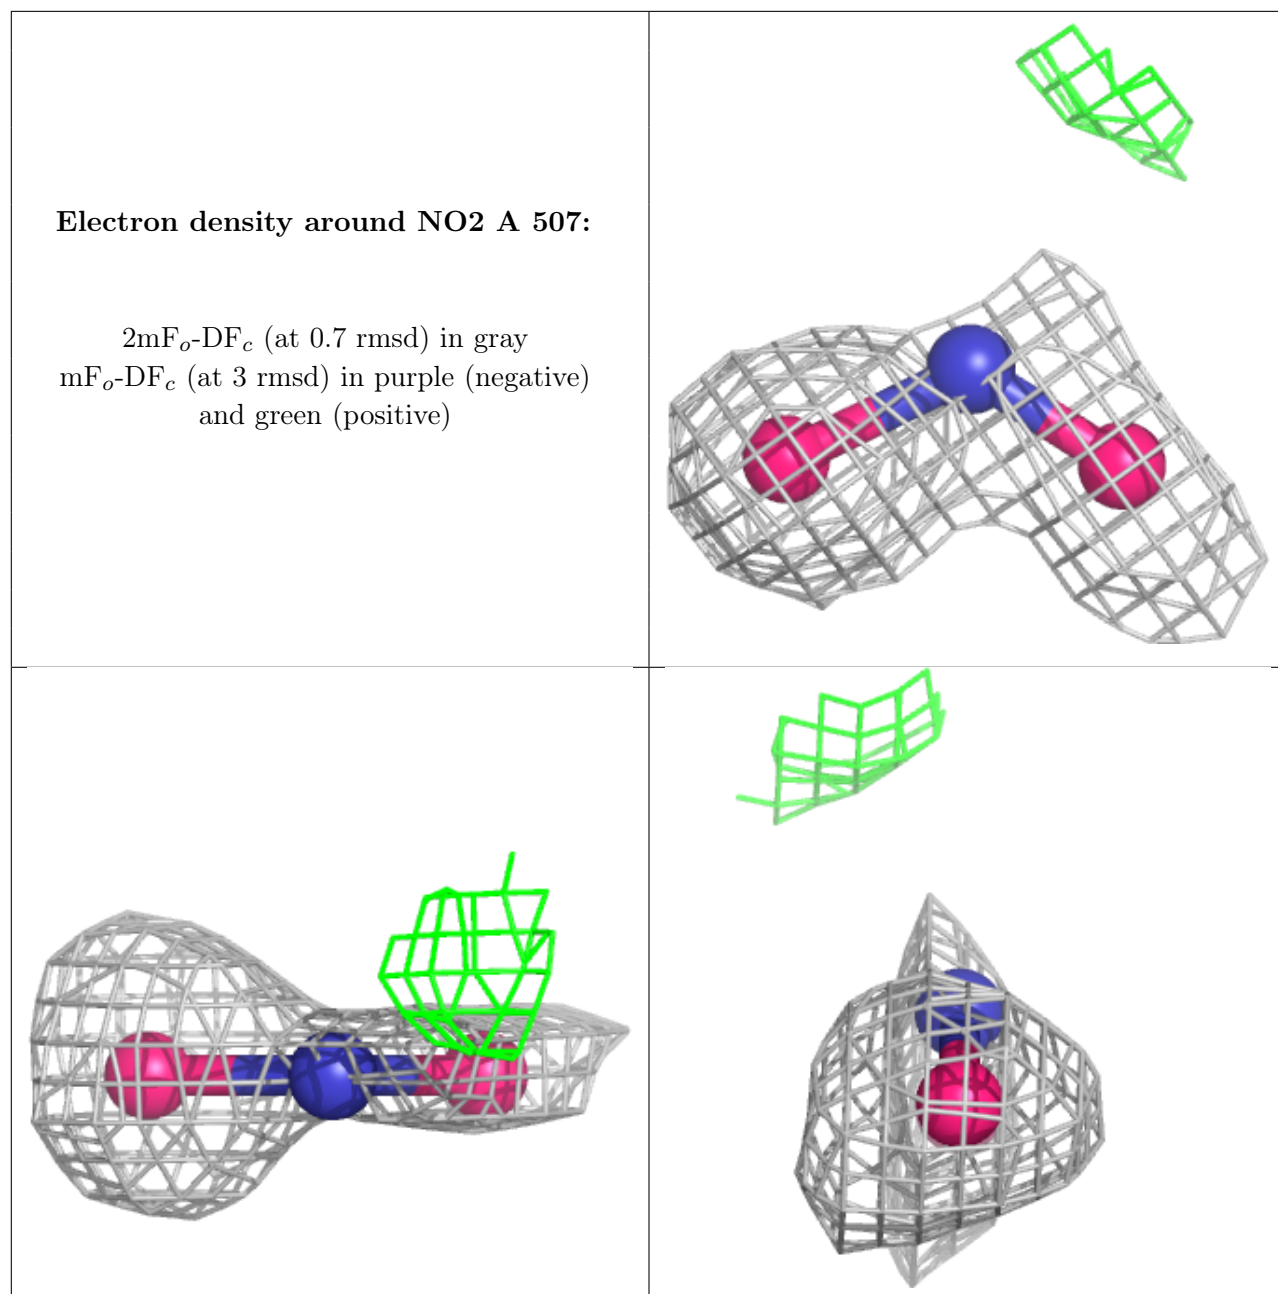 Electron density around NO2 A 507:
2mFₒ-DF𝑐 (at 0.7 rmsd) in gray
mFₒ-DF𝑐 (at 3 rmsd) in purple (negative)
and green (positive)